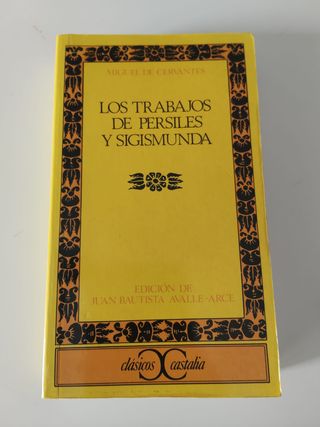 MIGUEL DE CERVANTES
LOS TRABAJOS
DE PERSILES
Y SIGISMUNDA
EDICIÓN DE
JUAN BAUTISTA AVALLE-ARCE
clásicos castalia